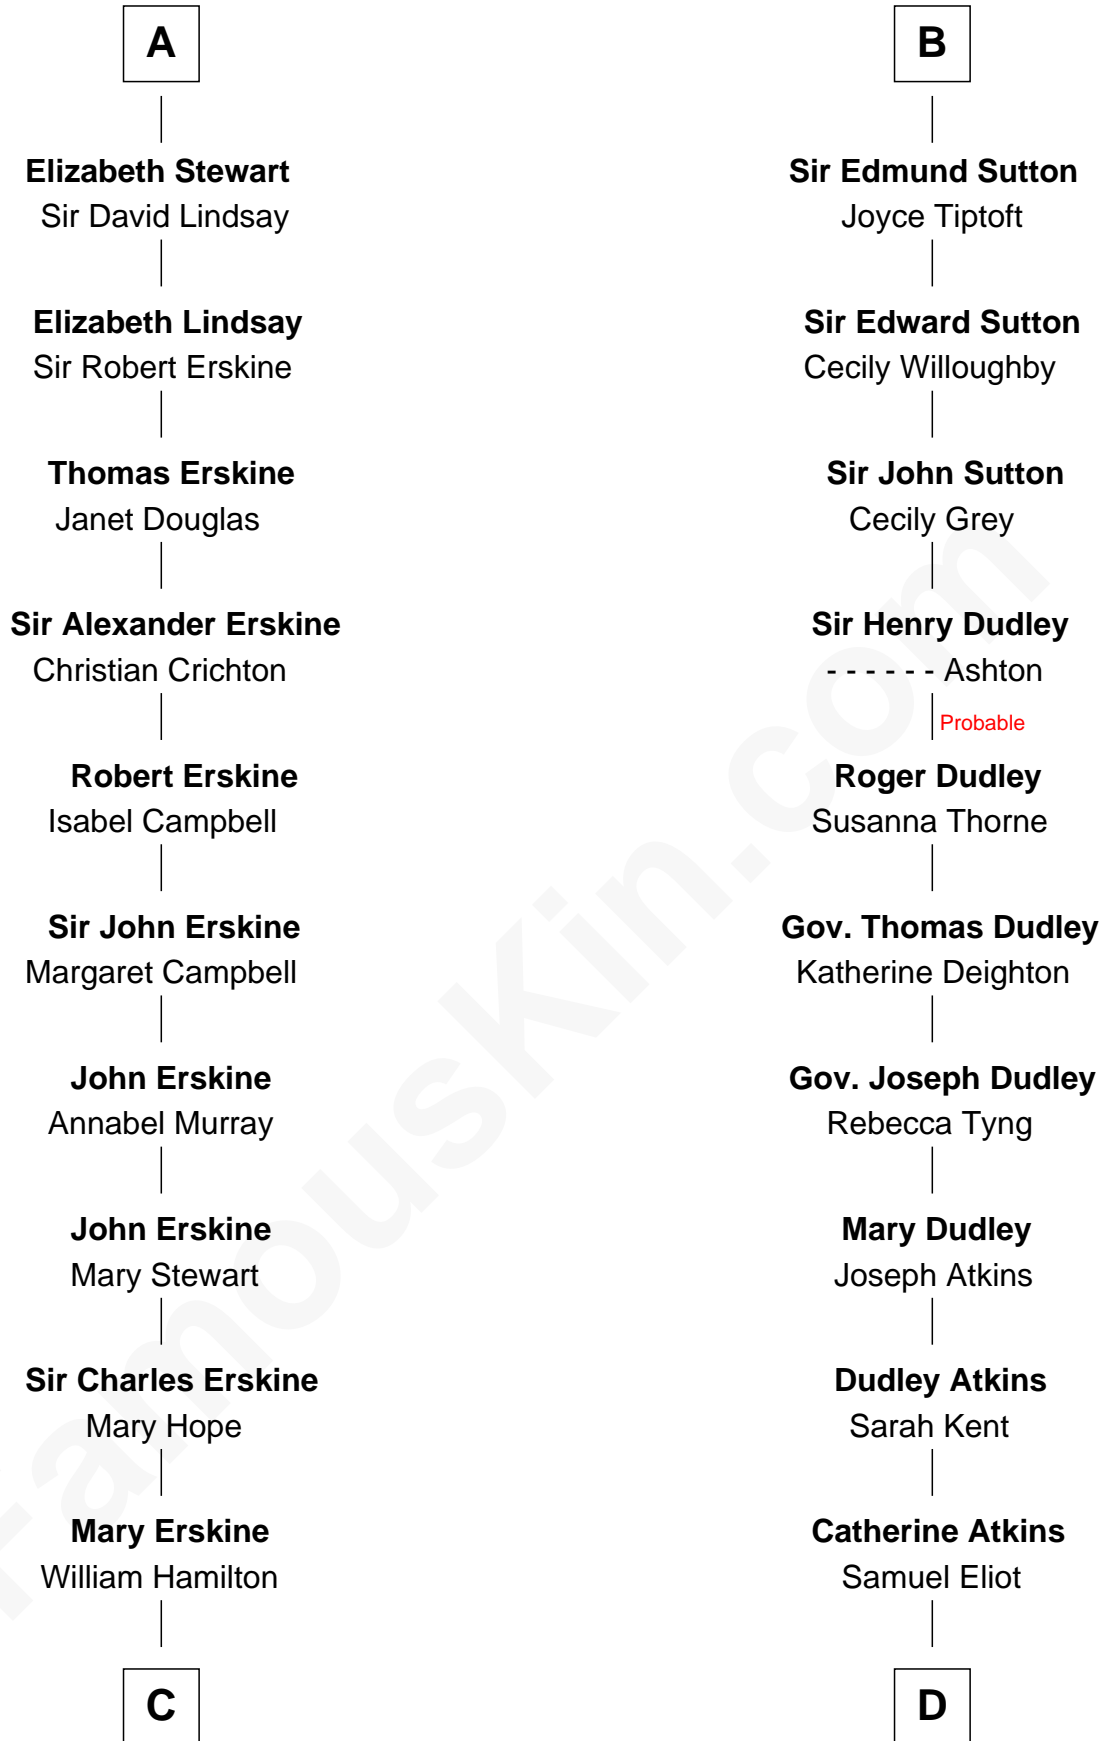 A
Elizabeth Stewart
Sir David Lindsay
Elizabeth Lindsay
Sir Robert Erskine
Thomas Erskine
Janet Douglas
Sir Alexander Erskine
Christian Crichton
Robert Erskine
Isabel Campbell
Sir John Erskine
Margaret Campbell
John Erskine
Annabel Murray
John Erskine
Mary Stewart
Sir Charles Erskine
Mary Hope
Mary Erskine
William Hamilton
C
B
Sir Edmund Sutton
Joyce Tiptoft
Sir Edward Sutton
Cecily Willoughby
Sir John Sutton
Cecily Grey
Sir Henry Dudley
- - - - - - Ashton
Probable
Roger Dudley
Susanna Thorne
Gov. Thomas Dudley
Katherine Deighton
Gov. Joseph Dudley
Rebecca Tyng
Mary Dudley
Joseph Atkins
Dudley Atkins
Sarah Kent
Catherine Atkins
Samuel Eliot
D
FamousKin.com